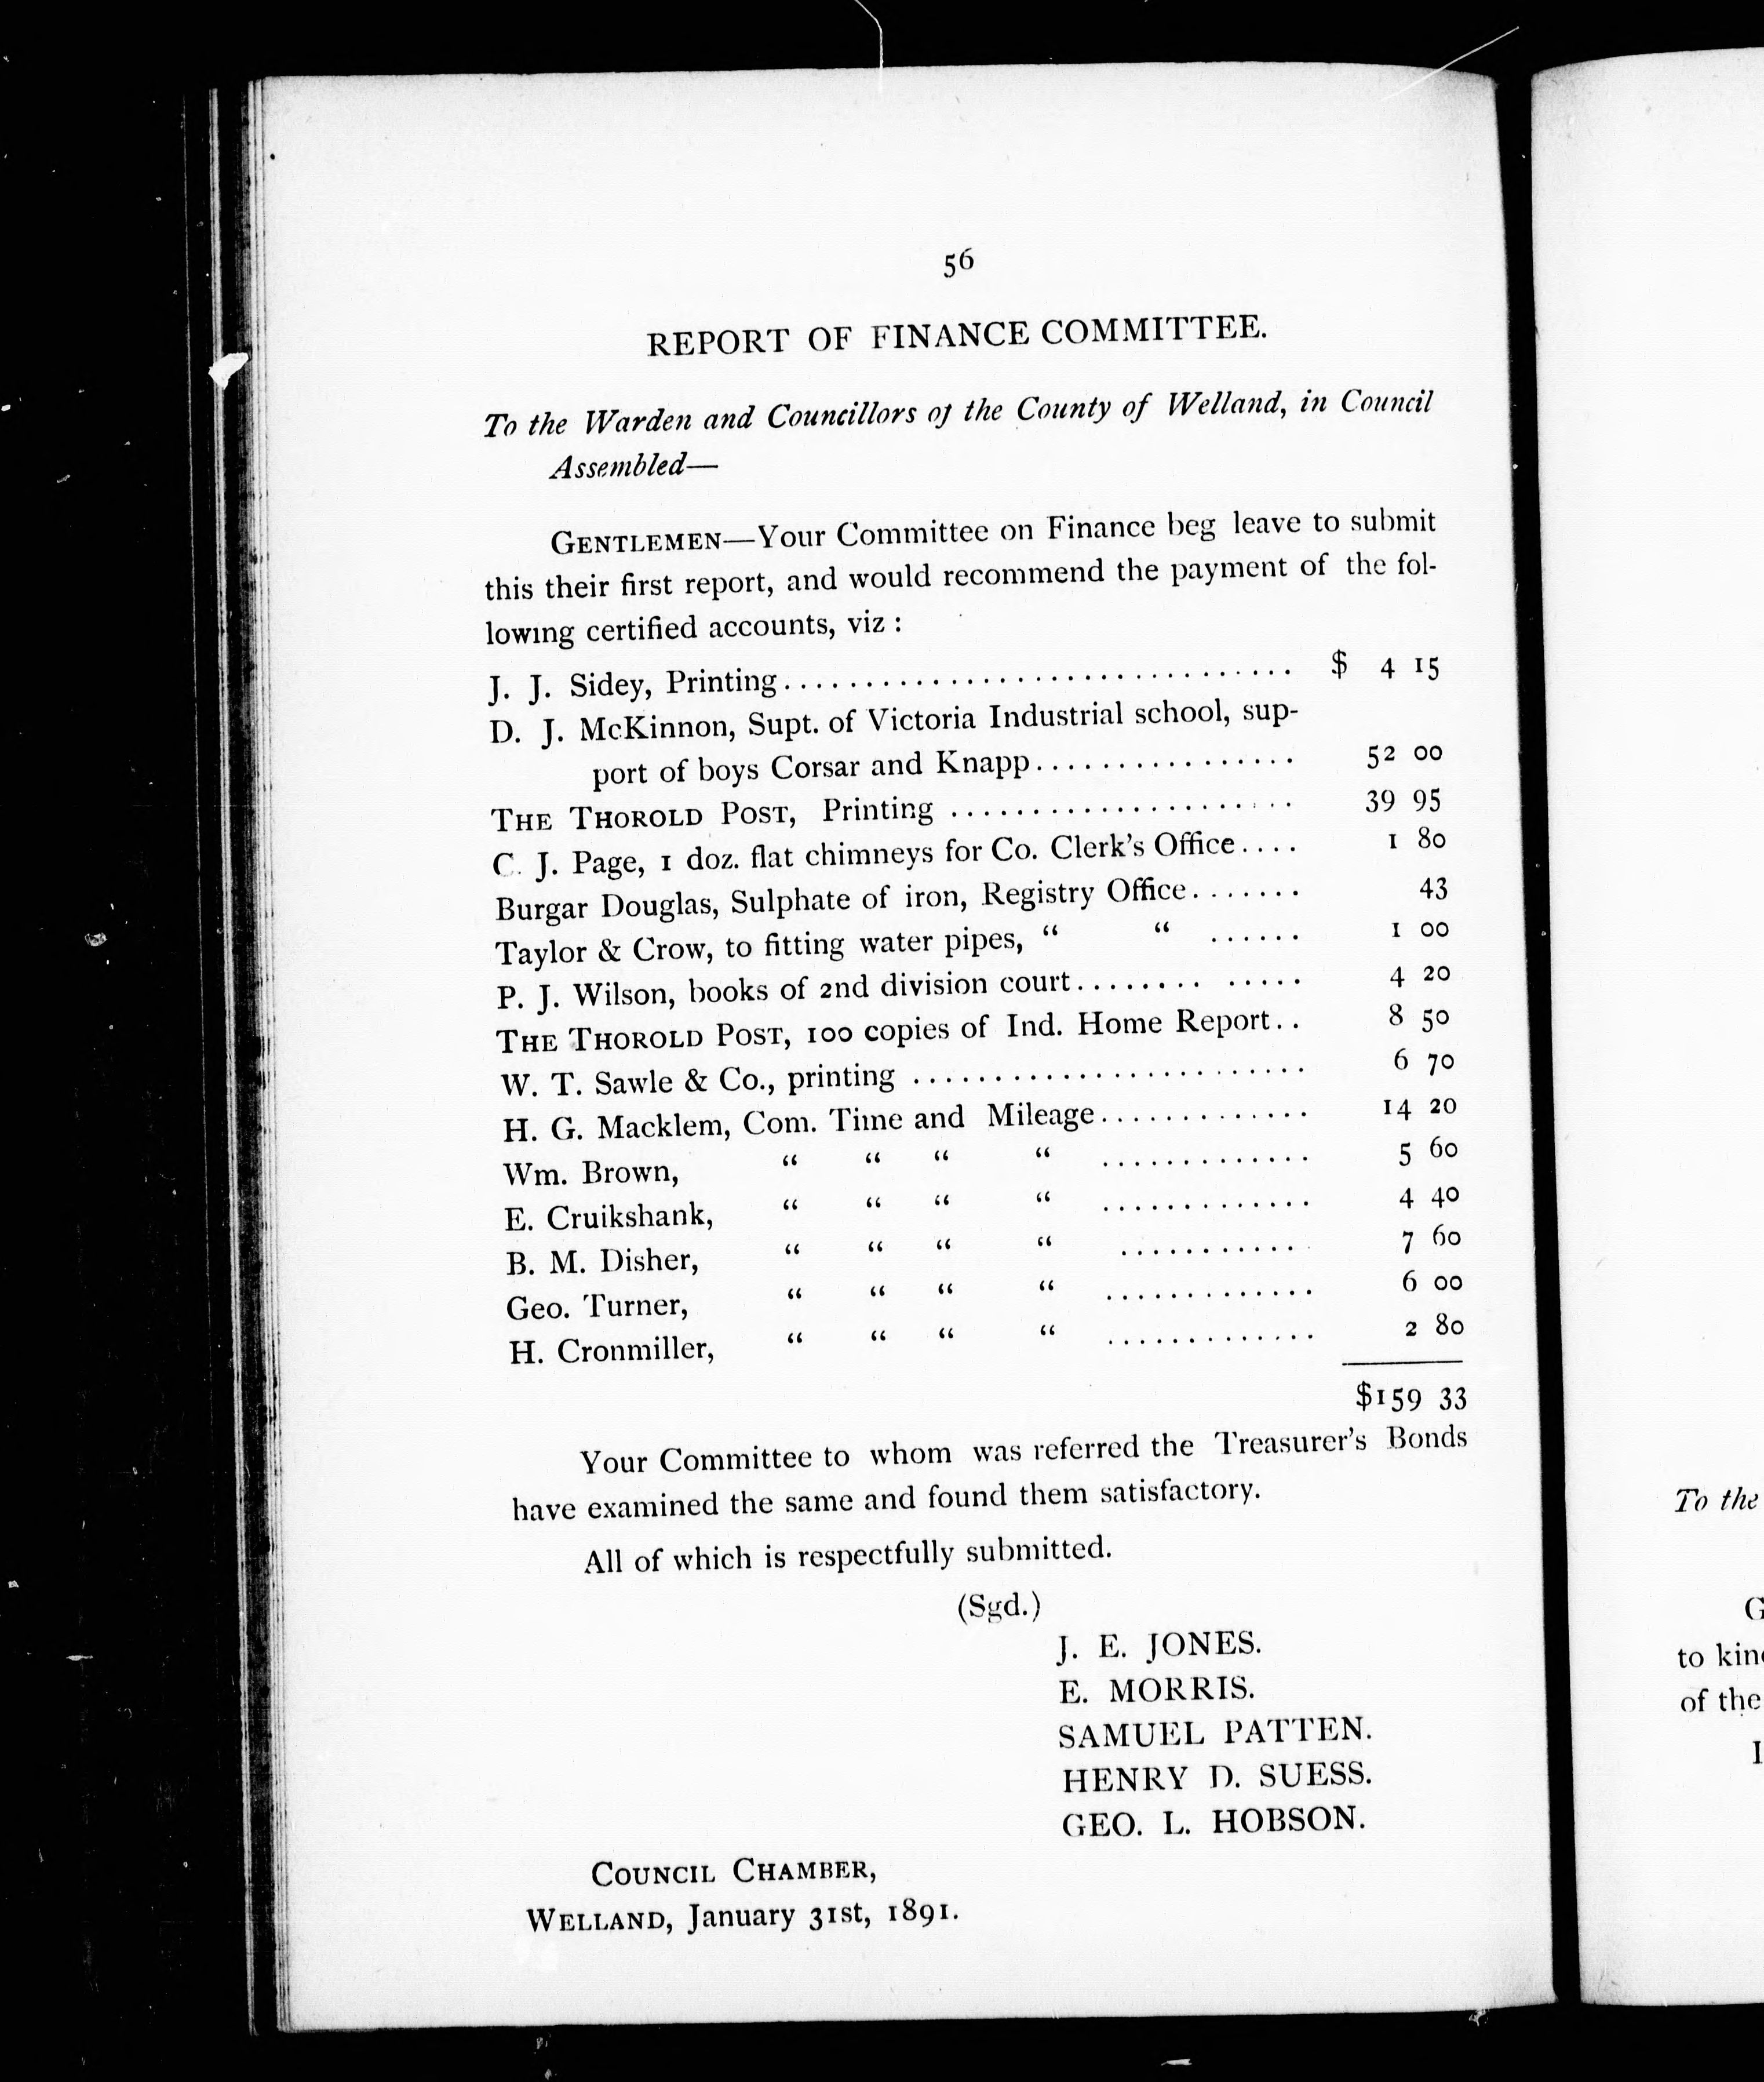 56
REPORT OF FINANCE COMMITTEE.
To the Warden and Councillors of the County of Welland, in Council
Assembled—
GENTLEMEN—Your Committee on Finance beg leave to submit
this their first report, and would recommend the payment of the fol-
lowing certified accounts, viz :
J. J. Sidey, Printing ................................ $ 4 15
D. J. McKinnon, Supt. of Victoria Industrial school, sup-
port of boys Corsar and Knapp ................ 52 00
THE THOROLD POST, Printing ..................... 39 95
C. J. Page, 1 doz. flat chimneys for Co. Clerk's Office .... 1 80
Burgar Douglas, Sulphate of iron, Registry Office ....... 43
Taylor & Crow, to fitting water pipes, “ “ ...... 1 00
P. J. Wilson, books of 2nd division court ........ ..... 4 20
THE THOROLD POST, 100 copies of Ind. Home Report .. 8 50
W. T. Sawle & Co., printing ........................ 6 70
H. G. Macklem, Com. Time and Mileage ............. 14 20
Wm. Brown, “ “ “ “ ............. 5 60
E. Cruikshank, “ “ “ “ ............. 4 40
B. M. Disher, “ “ “ “ ............ 7 60
Geo. Turner, “ “ “ “ ............. 6 00
H. Cronmiller, “ “ “ “ ............. 2 80
$159 33
Your Committee to whom was referred the Treasurer's Bonds
have examined the same and found them satisfactory.
All of which is respectfully submitted.
(Sgd.)
J. E. JONES.
E. MORRIS.
SAMUEL PATTEN.
HENRY D. SUESS.
GEO. L. HOBSON.
COUNCIL CHAMBER,
WELLAND, January 31st, 1891.
To the
to
of the